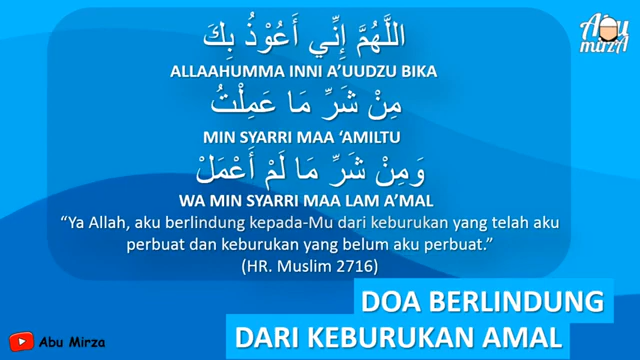 اللَّهُمَّ إِنِّي أَعُوْذُ بِكَ
ALLAAHUMMA INNI A’UUDZU BIKA
مِنْ شَرِّ مَا عَمِلْتُ
MIN SYARRI MAA ‘AMILTU
وَمِنْ شَرِّ مَا لَمْ أَعْمَلْ
WA MIN SYARRI MAA LAM A’MAL
“Ya Allah, aku berlindung kepada-Mu dari keburukan yang telah aku
perbuat dan keburukan yang belum aku perbuat.”
(HR. Muslim 2716)
DOA BERLINDUNG
DARI KEBURUKAN AMAL
Abu Mirza
Abu
mirzA